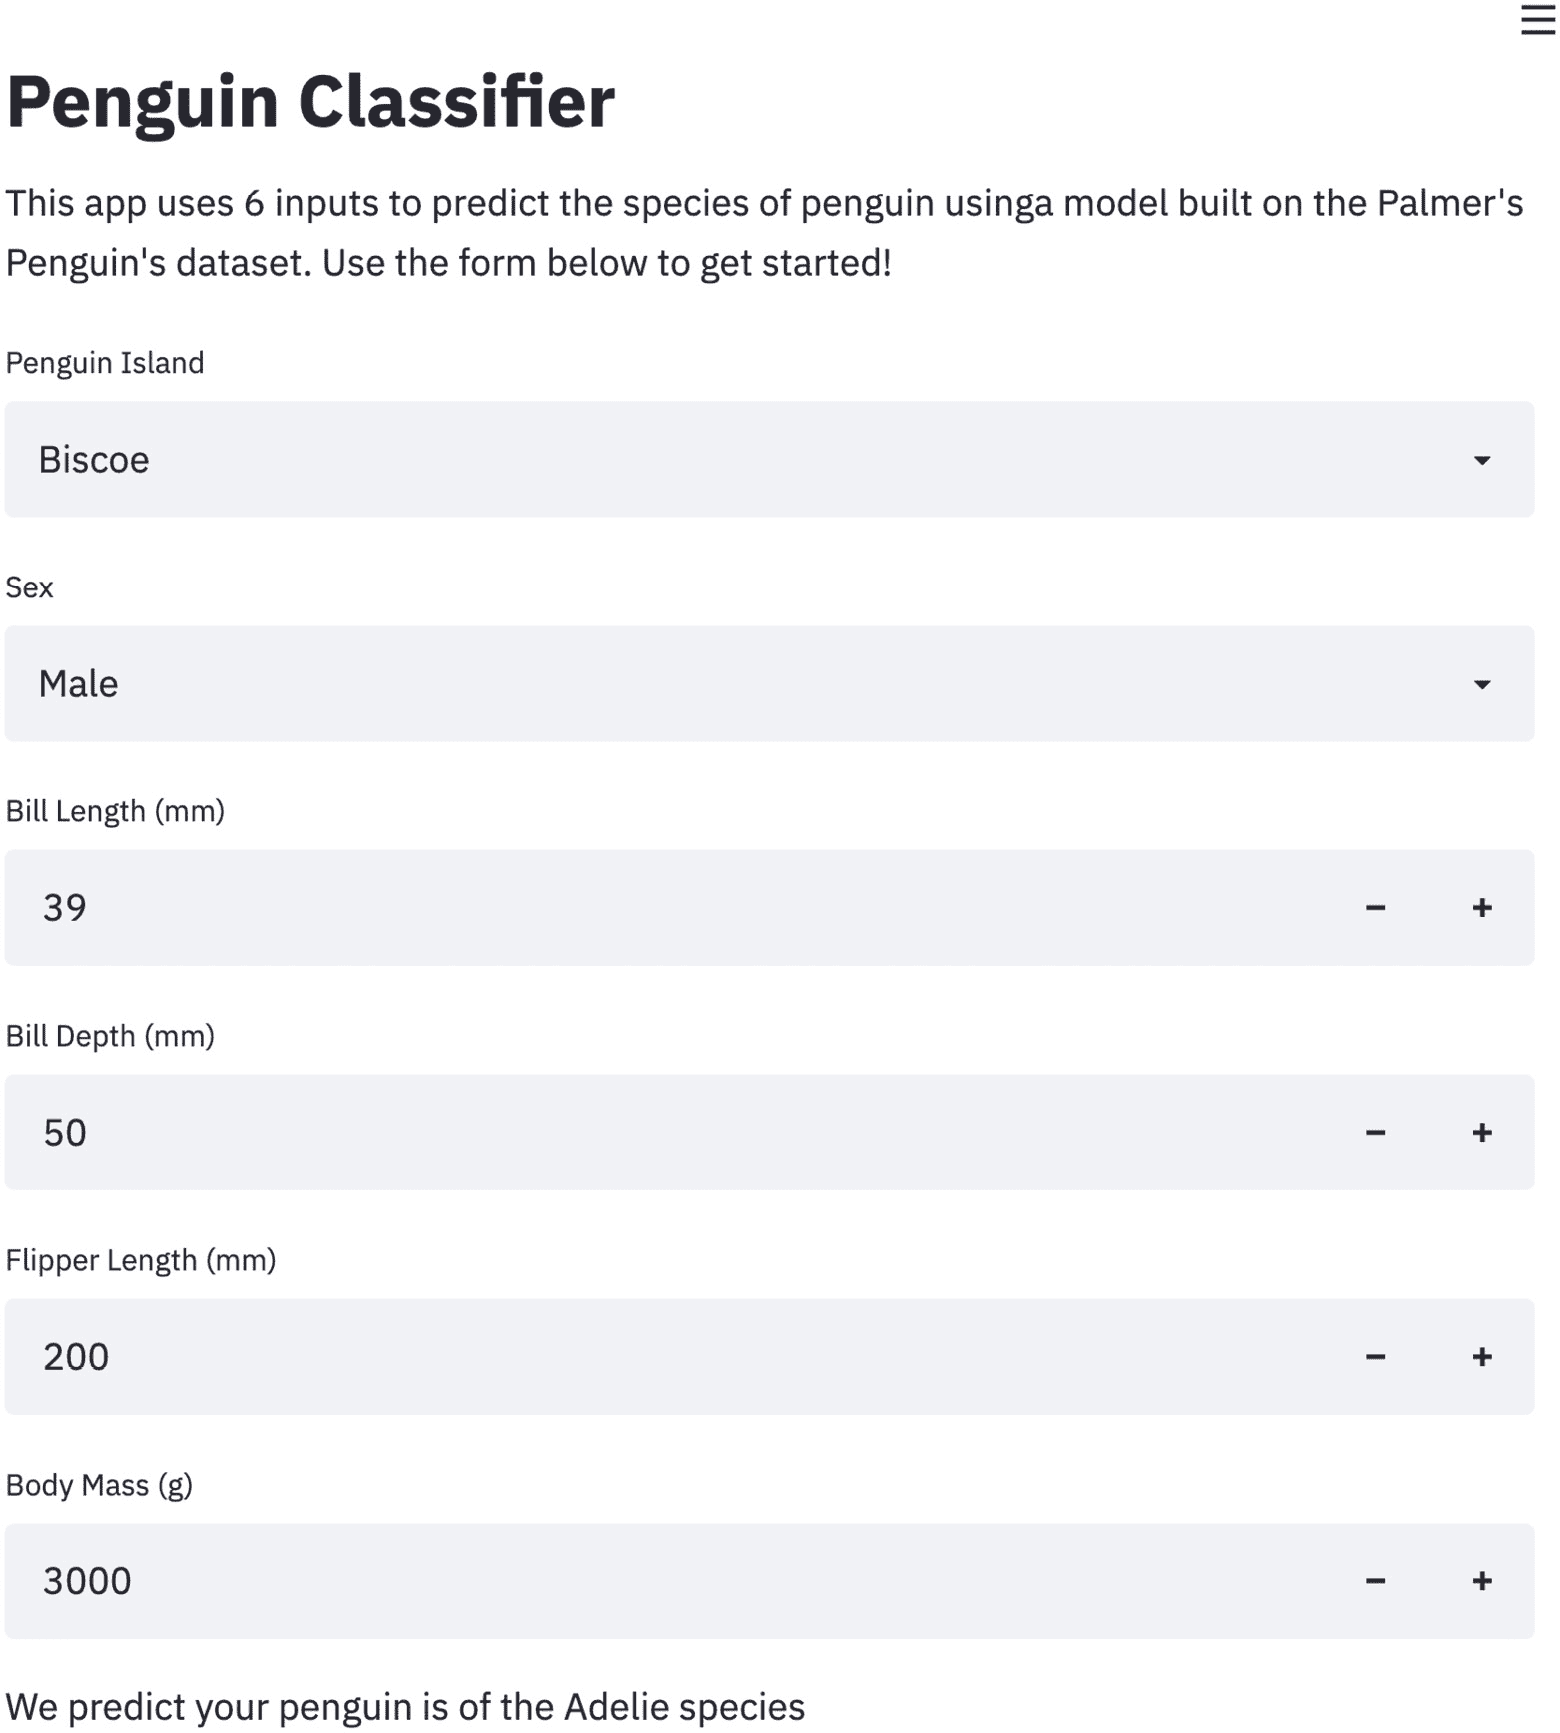 Penguin Classifier
This app uses 6 inputs to predict the species of penguin usinga model built on the Palmer's
Penguin's dataset. Use the form below to get started!
Penguin Island
Biscoe
Sex
Male
Bill Length (mm)
39
Bill Depth (mm)
50
Flipper Length (mm)
200
Body Mass (g)
3000
We predict your penguin is of the Adelie species